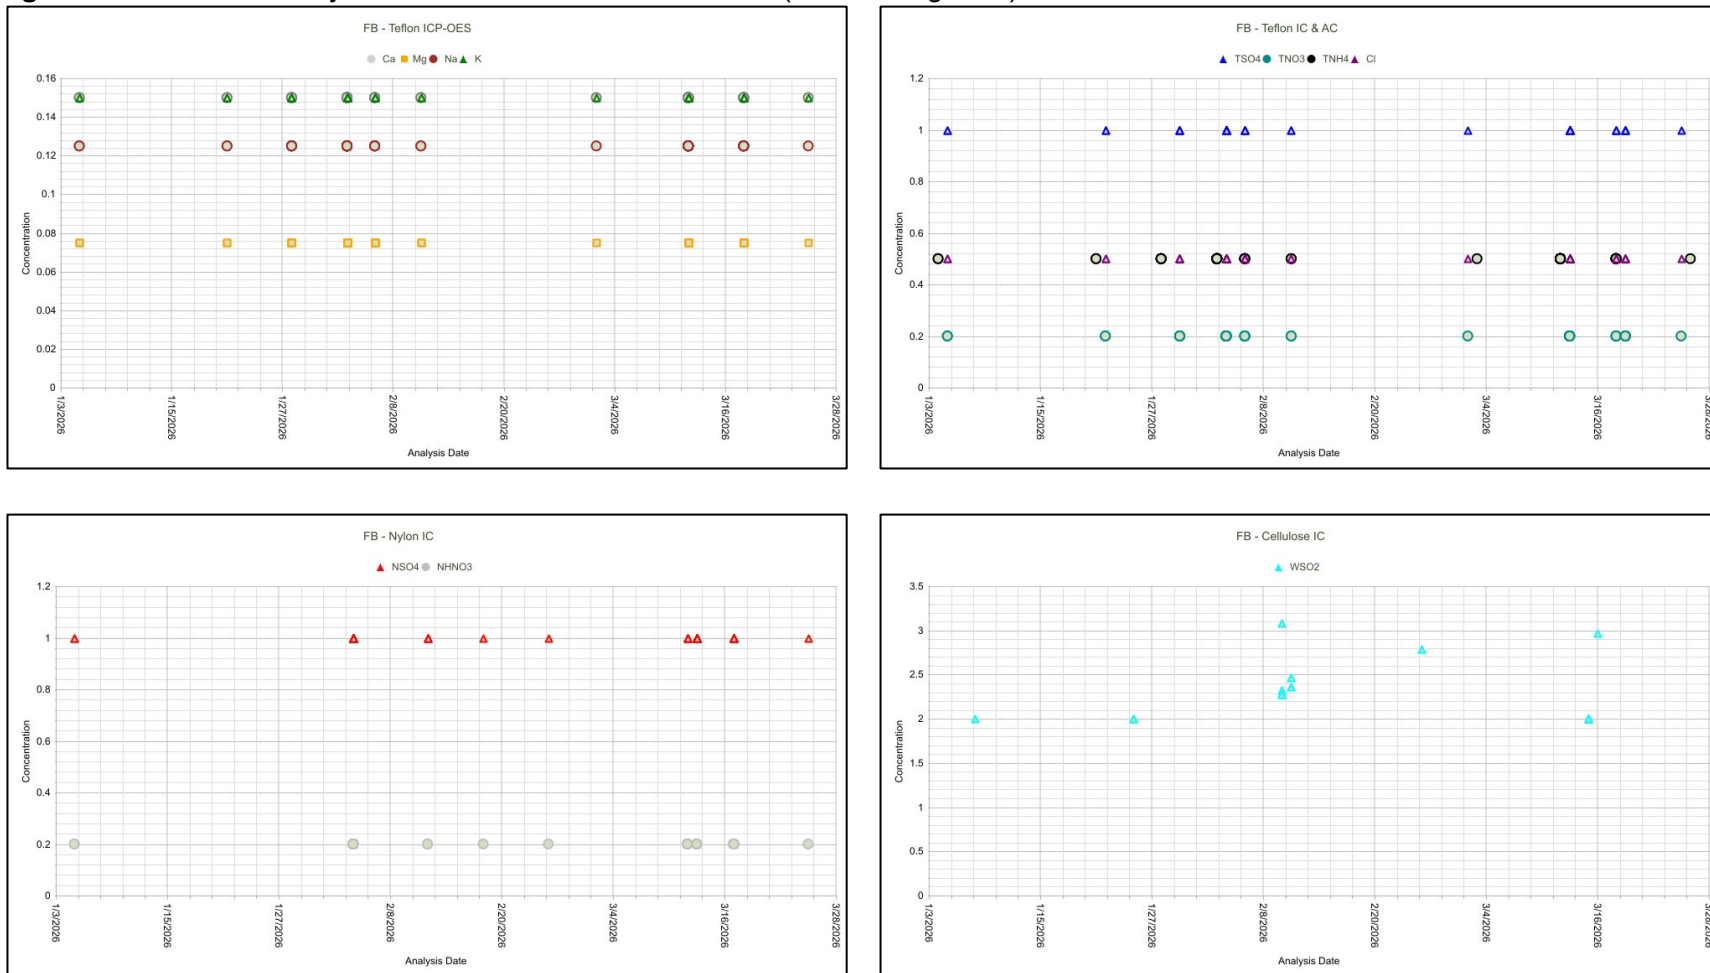 FB - Teflon ICP-OES
Ca Mg Na K
0.16
0.14
0.12
0.1
0.08
0.06
0.04
0.02
0
Concentration
1/3/2026 1/15/2026 1/27/2026 2/8/2026 2/20/2026 3/4/2026 3/16/2026 3/28/2026
Analysis Date
FB - Teflon IC & AC
TSO4 TNO3 TNH4 Cl
1.2
1
0.8
0.6
0.4
0.2
0
Concentration
1/3/2026 1/15/2026 1/27/2026 2/8/2026 2/20/2026 3/4/2026 3/16/2026 3/28/2026
Analysis Date
FB - Nylon IC
NSO4 NHNO3
1.2
1
0.8
0.6
0.4
0.2
0
Concentration
1/3/2026 1/15/2026 1/27/2026 2/8/2026 2/20/2026 3/4/2026 3/16/2026 3/28/2026
Analysis Date
FB - Cellulose IC
WSO2
3.5
3
2.5
2
1.5
1
0.5
0
Concentration
1/3/2026 1/15/2026 1/27/2026 2/8/2026 2/20/2026 3/4/2026 3/16/2026 3/28/2026
Analysis Date